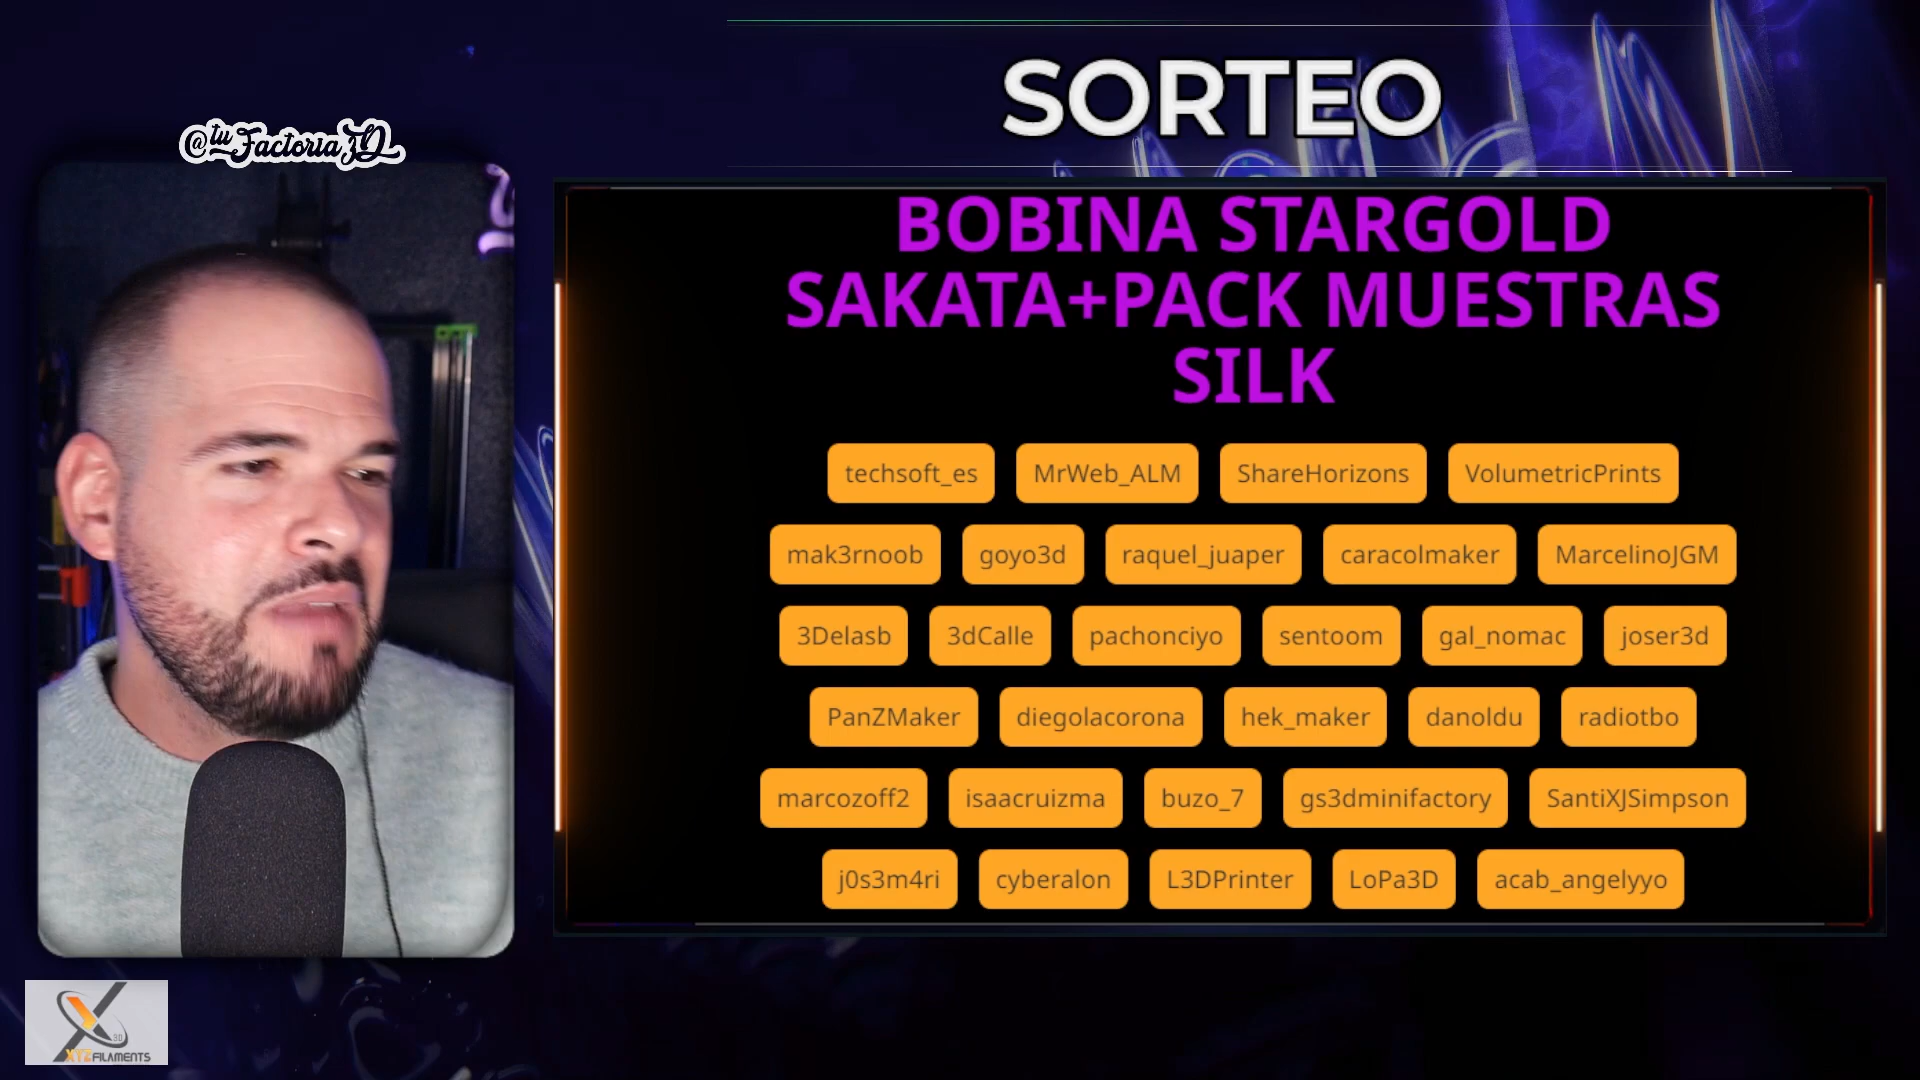 SORTEO
@tuFactoria3D
BOBINA STARGOLD
SAKATA+PACK MUESTRAS
SILK
techsoft_es MrWeb_ALM ShareHorizons VolumetricPrints
mak3rnoob goyo3d raquel_juaper caracolmaker MarcelinoJGM
3Delasb 3dCalle pachonciyo sentoom gal_nomac joser3d
PanZMaker diegolacorona hek_maker danoldu radiotbo
marcozoff2 isaacruizma buzo_7 gs3dminifactory SantiXJSimpson
j0s3m4ri cyberalon L3DPrinter LoPa3D acab_angelyyo
3D
XYZFILAMENTS